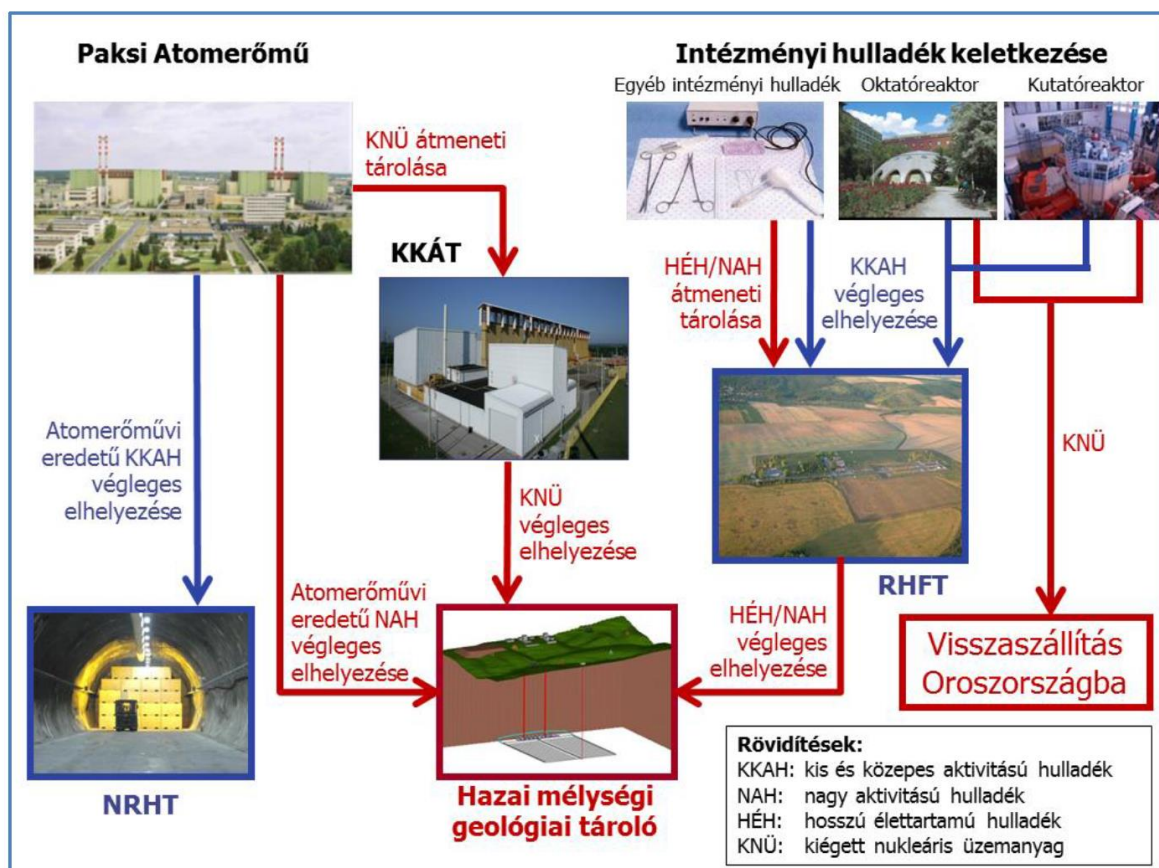 Paksi Atomerőmű
Intézményi hulladék keletkezése
Egyéb intézményi hulladék
Oktatóreaktor
Kutatóreaktor
KNÜ átmeneti
tárolása
KKÁT
HÉH/NAH
átmeneti
tárolása
KKAH
végleges
elhelyezése
Atomerőművi
eredetű KKAH
végleges
elhelyezése
KNÜ
végleges
elhelyezése
KNÜ
RHFT
Atomerőművi
eredetű NAH
végleges
elhelyezése
HÉH/NAH
végleges
elhelyezése
Visszaszállítás
Oroszországba
NRHT
Hazai mélységi
geológiai tároló
Rövidítések:
KKAH: kis és közepes aktivitású hulladék
NAH: nagy aktivitású hulladék
HÉH: hosszú élettartamú hulladék
KNÜ: kiégett nukleáris üzemanyag